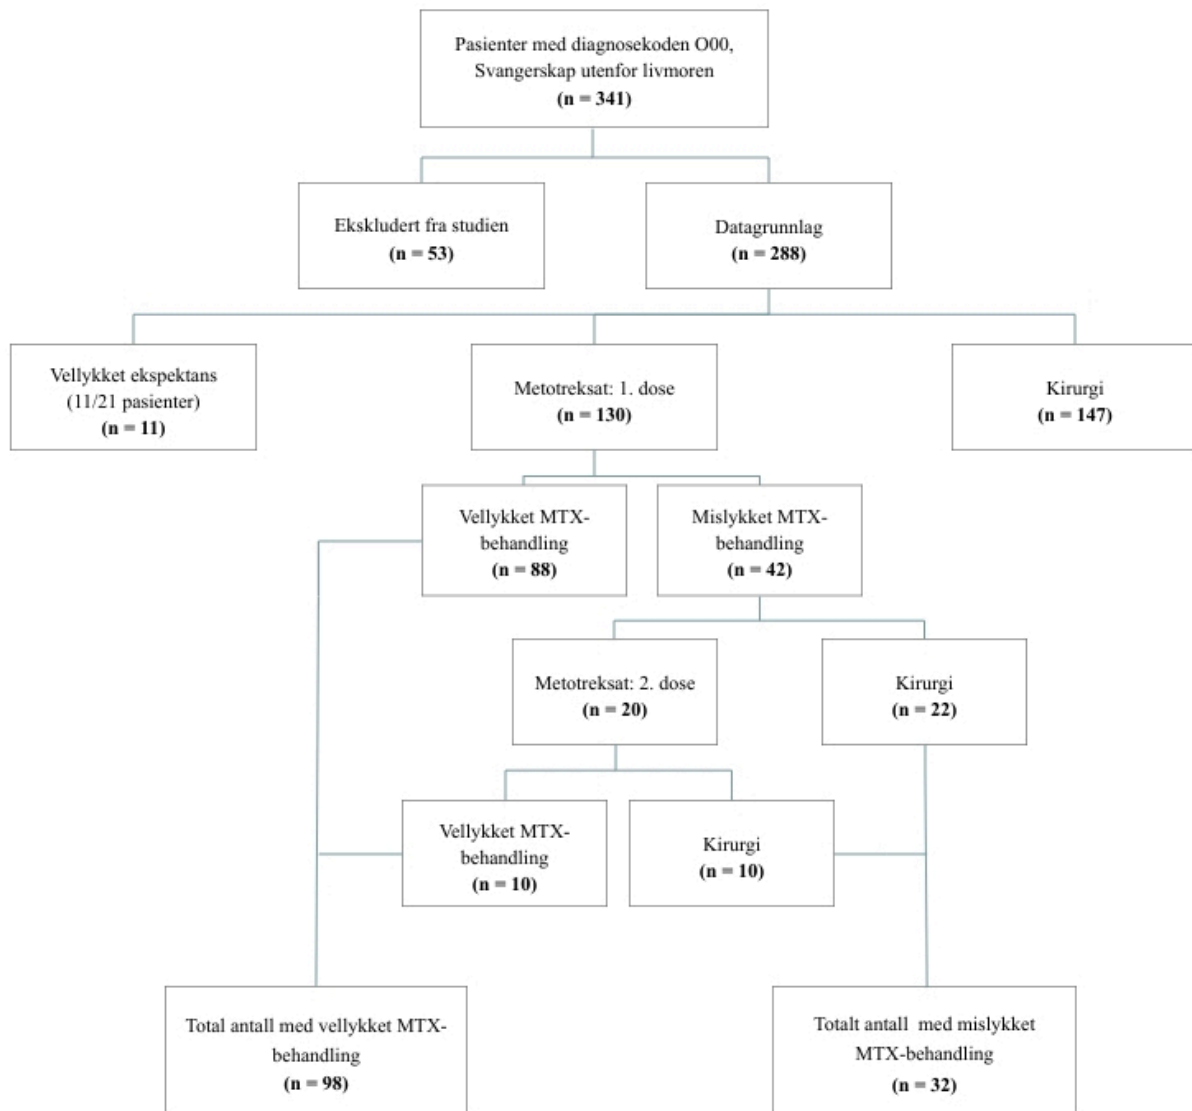 Pasienter med diagnosekoden O00,
Svangerskap utenfor livmoren
(n = 341)
Ekskludert fra studien
(n = 53)
Datagrunnlag
(n = 288)
Vellykket ekspektans
(11/21 pasienter)
(n = 11)
Metotreksat: 1. dose
(n = 130)
Kirurgi
(n = 147)
Vellykket MTX-
behandling
(n = 88)
Mislykket MTX-
behandling
(n = 42)
Metotreksat: 2. dose
(n = 20)
Kirurgi
(n = 22)
Vellykket MTX-
behandling
(n = 10)
Kirurgi
(n = 10)
Total antall med vellykket MTX-
behandling
(n = 98)
Totalt antall  med mislykket
MTX-behandling
(n = 32)